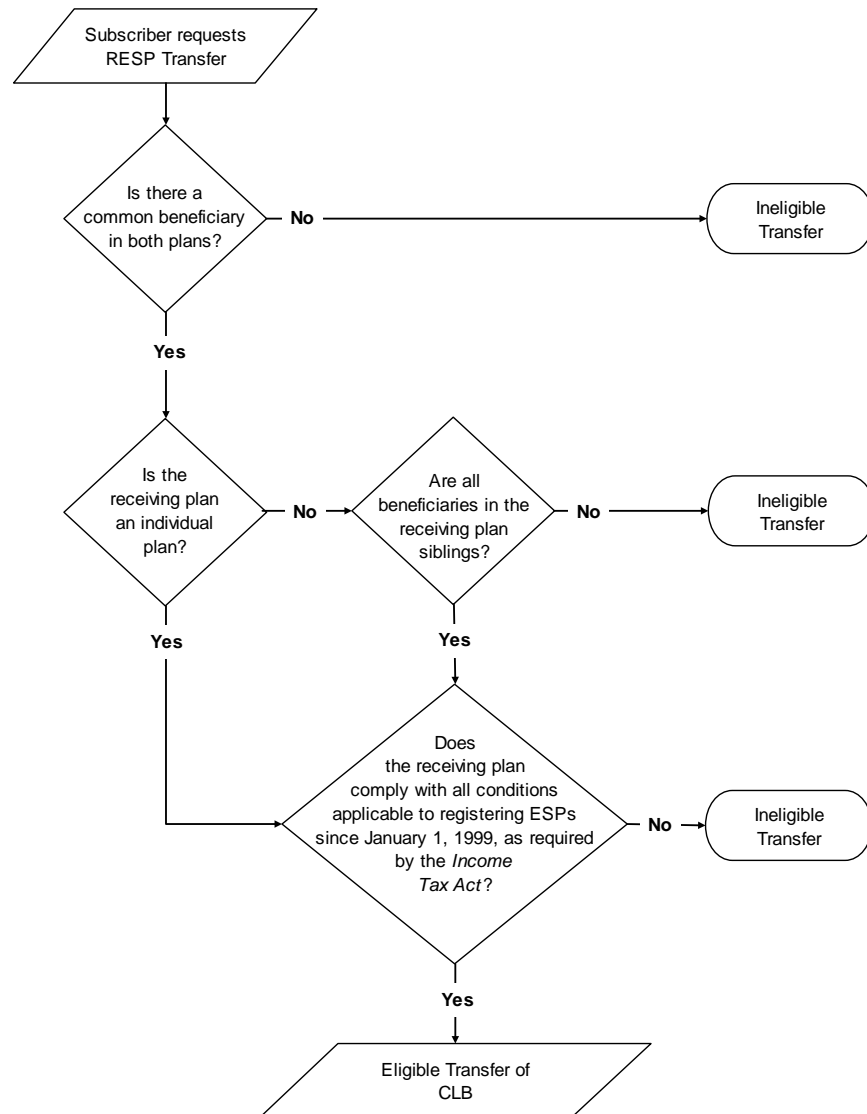 Subscriber requests
RESP Transfer
Is there a
common beneficiary
in both plans?
No
Ineligible
Transfer
Yes
Is the
receiving plan
an individual
plan?
No
Are all
beneficiaries in the
receiving plan
siblings?
No
Ineligible
Transfer
Yes
Yes
Does
the receiving plan
comply with all conditions
applicable to registering ESPs
since January 1, 1999, as required
by the Income
Tax Act?
No
Ineligible
Transfer
Yes
Eligible Transfer of
CLB